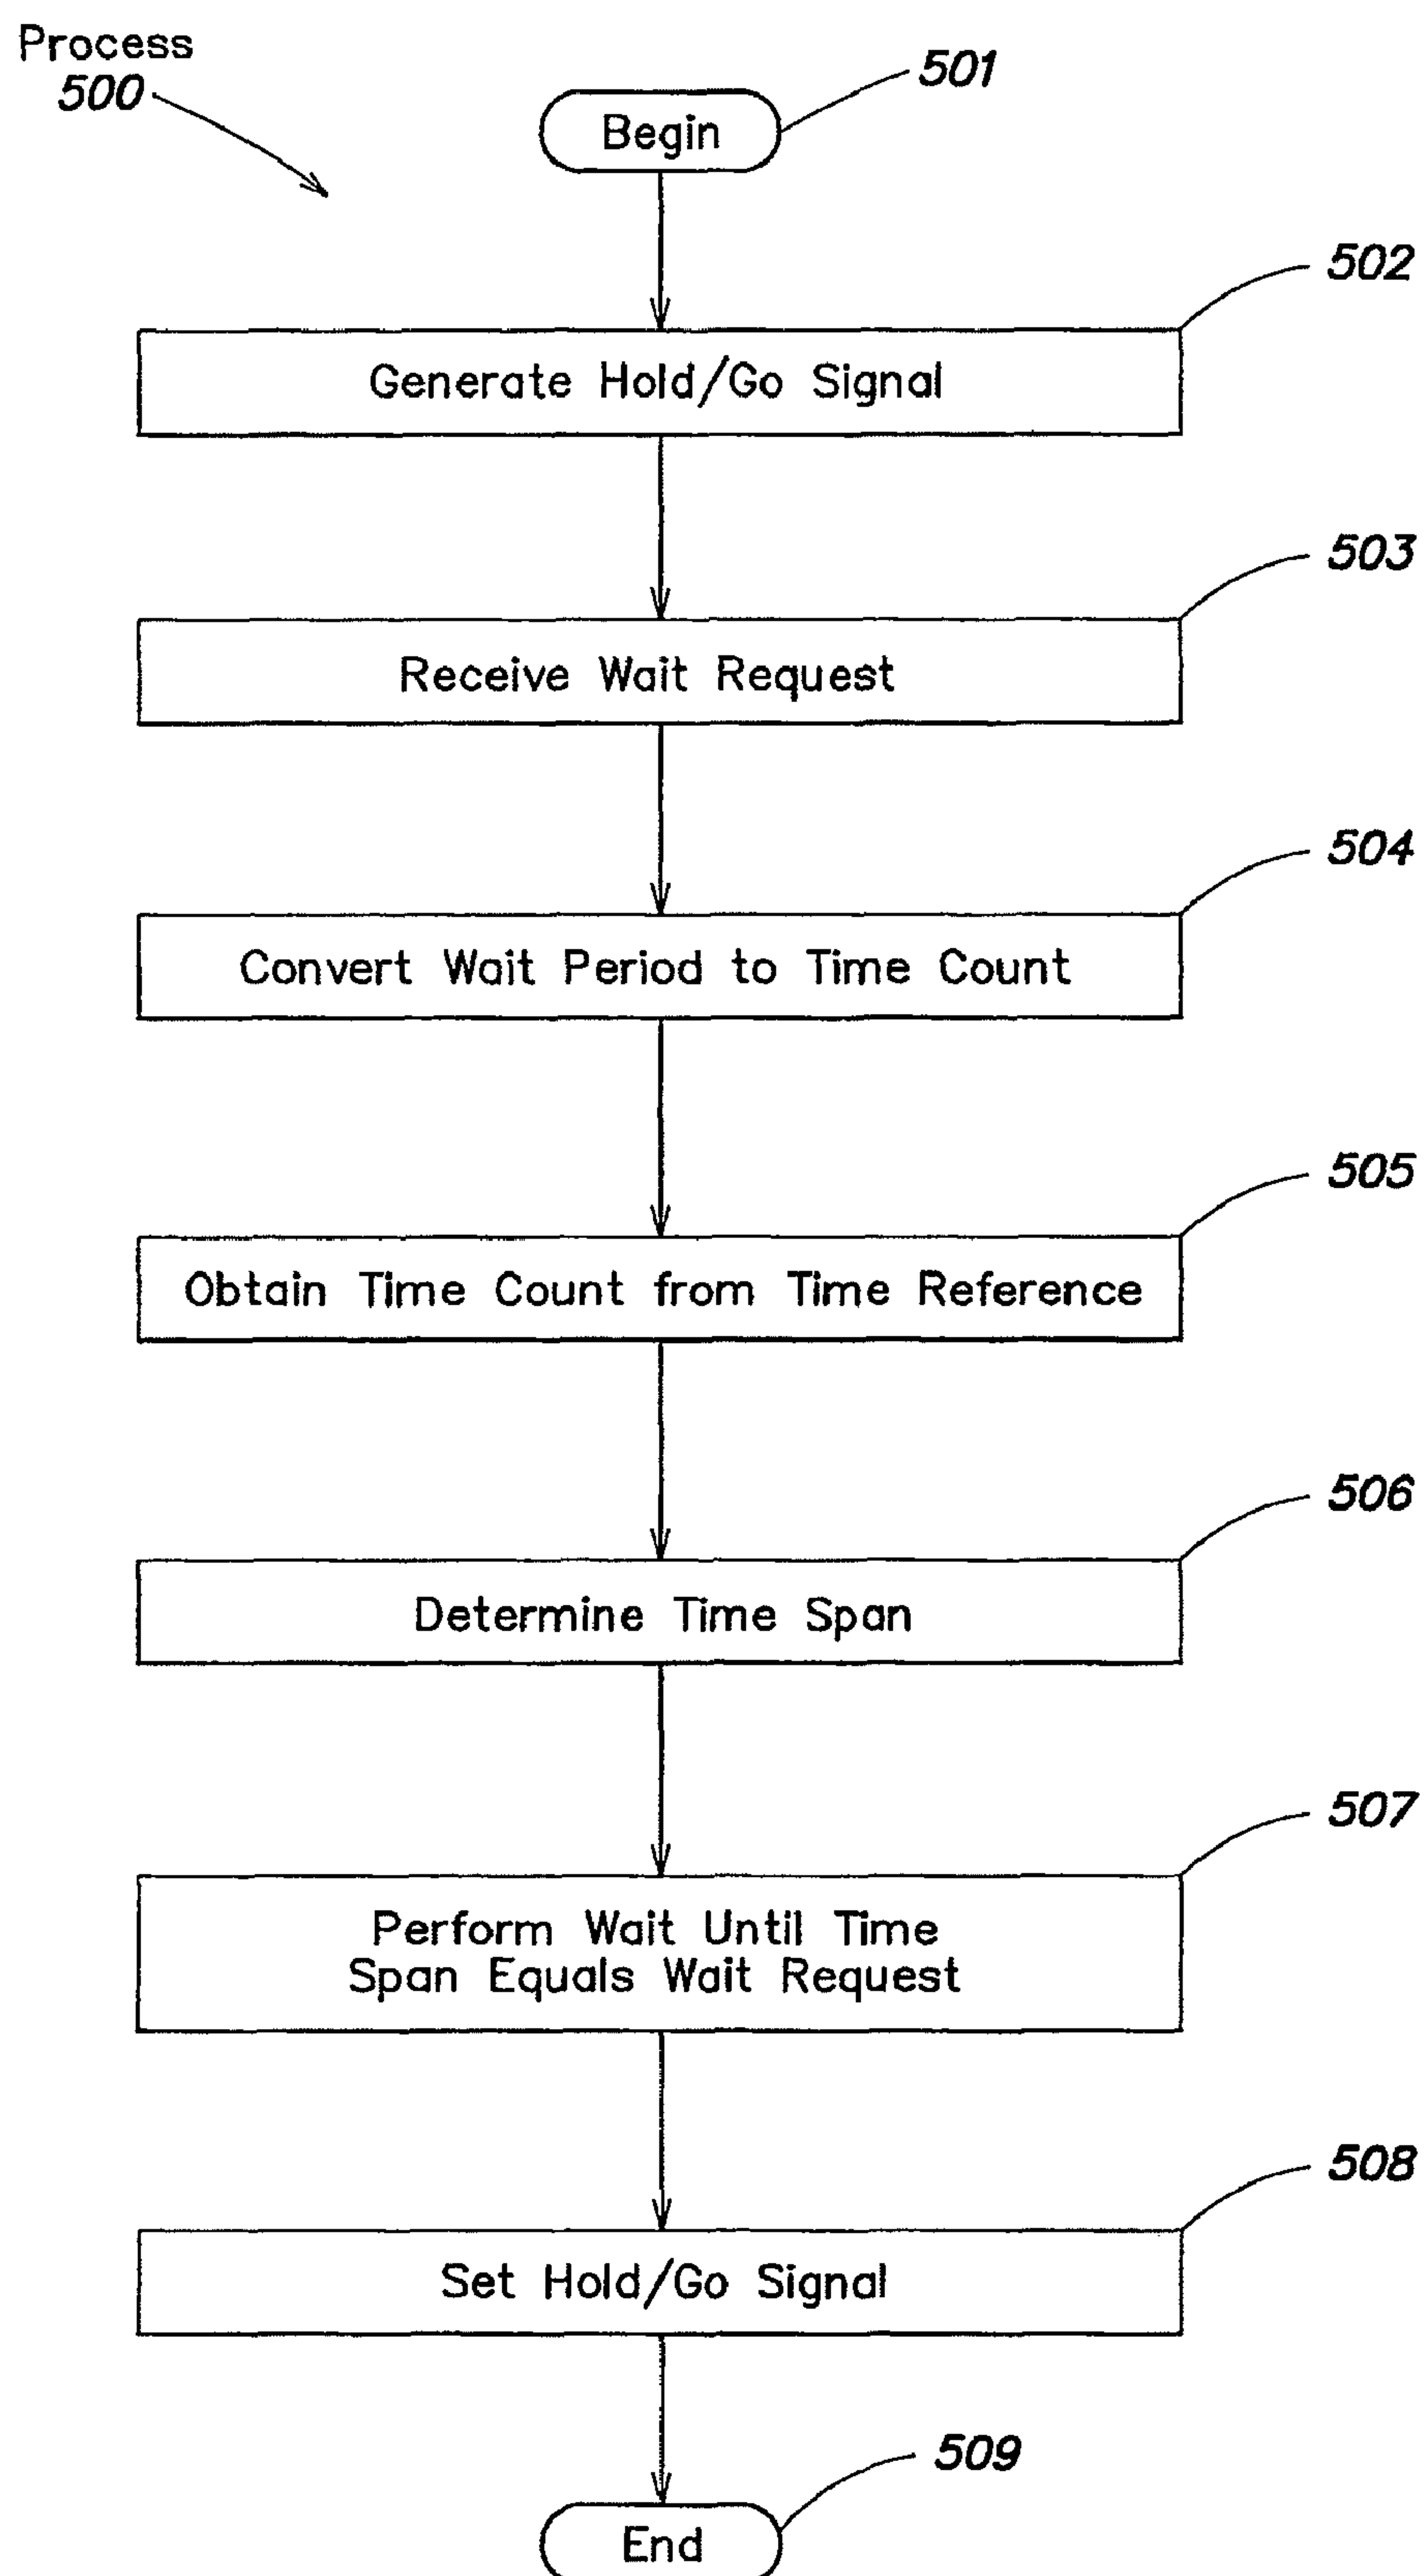 Process
500
501
Begin
502
Generate Hold/Go Signal
503
Receive Wait Request
504
Convert Wait Period to Time Count
505
Obtain Time Count from Time Reference
506
Determine Time Span
507
Perform Wait Until Time
Span Equals Wait Request
508
Set Hold/Go Signal
509
End